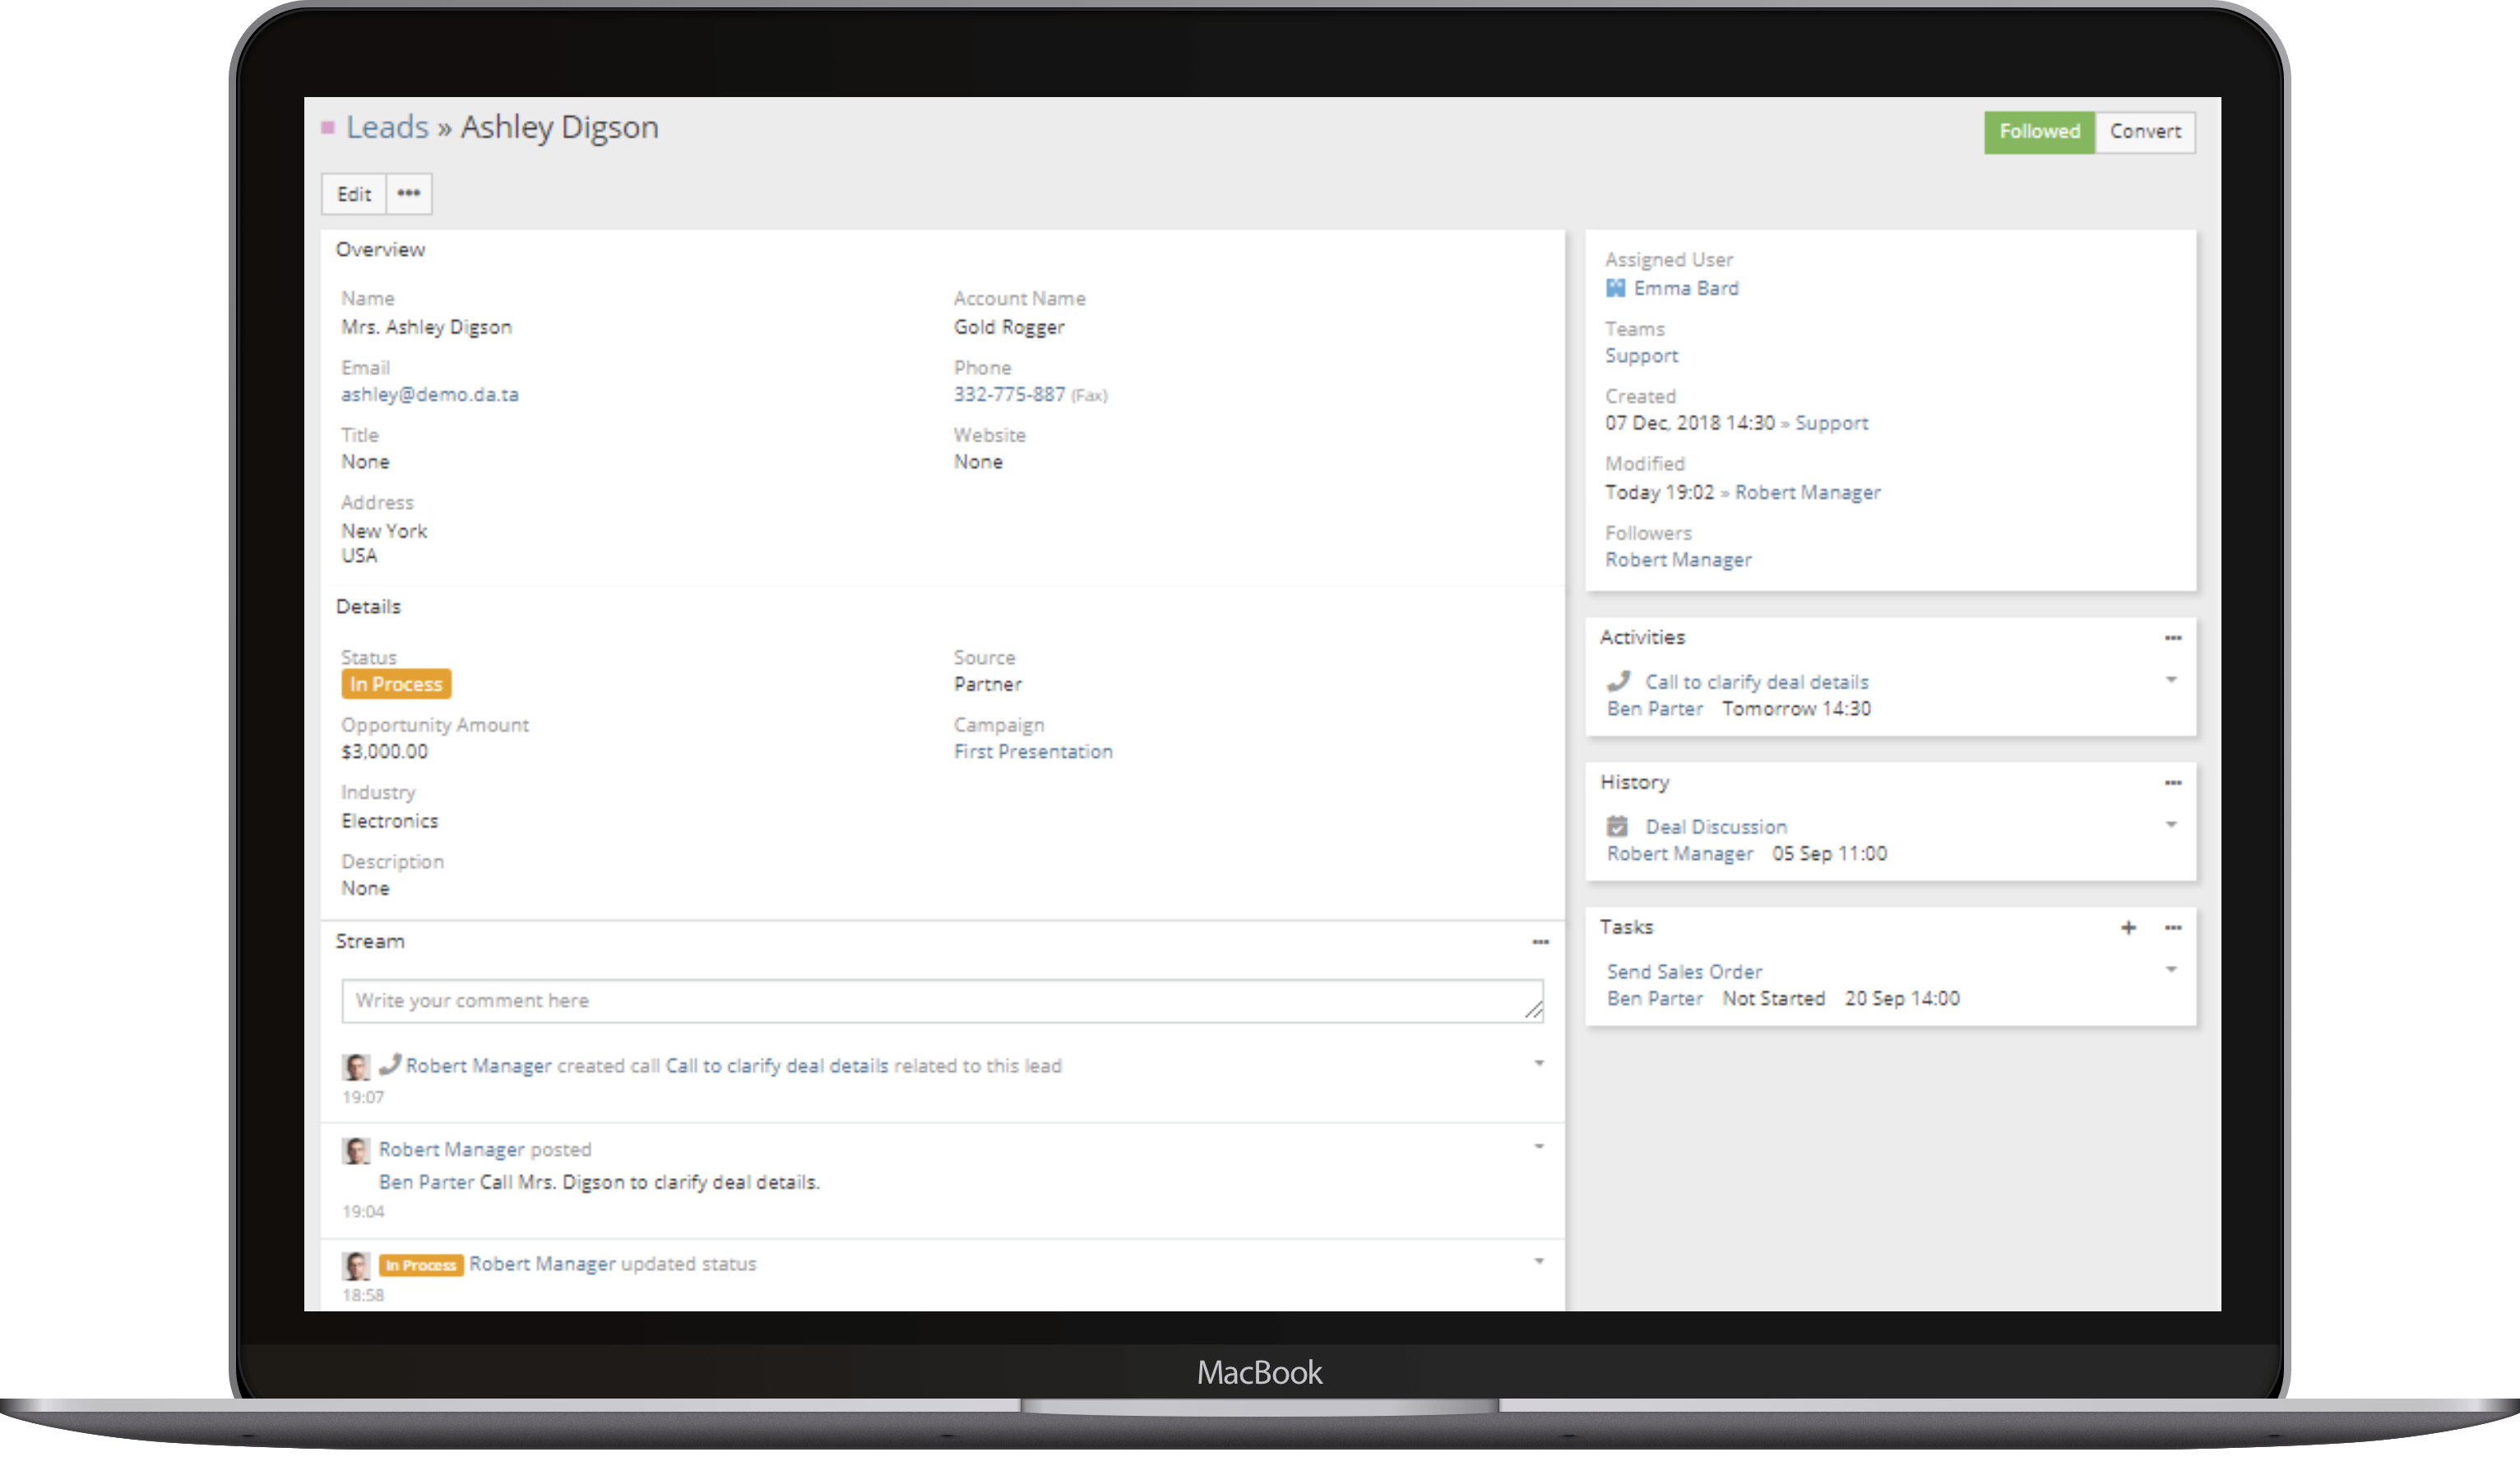 Leads » Ashley Digson
Followed
Convert
Edit
Overview
Name
Mrs. Ashley Digson
Account Name
Gold Rogger
Email
ashley@demo.da.ta
Phone
332-775-887 (Fax)
Title
None
Website
None
Address
New York
USA
Details
Status
In Process
Source
Partner
Opportunity Amount
$3,000.00
Campaign
First Presentation
Industry
Electronics
Description
None
Stream
Write your comment here
Robert Manager created call Call to clarify deal details related to this lead
19:07
Robert Manager posted
Ben Parter Call Mrs. Digson to clarify deal details.
19:04
In Process Robert Manager updated status
18:58
Assigned User
Emma Bard
Teams
Support
Created
07 Dec, 2018 14:30 » Support
Modified
Today 19:02 » Robert Manager
Followers
Robert Manager
Activities
Call to clarify deal details
Ben Parter Tomorrow 14:30
History
Deal Discussion
Robert Manager 05 Sep 11:00
Tasks
Send Sales Order
Ben Parter Not Started 20 Sep 14:00
MacBook